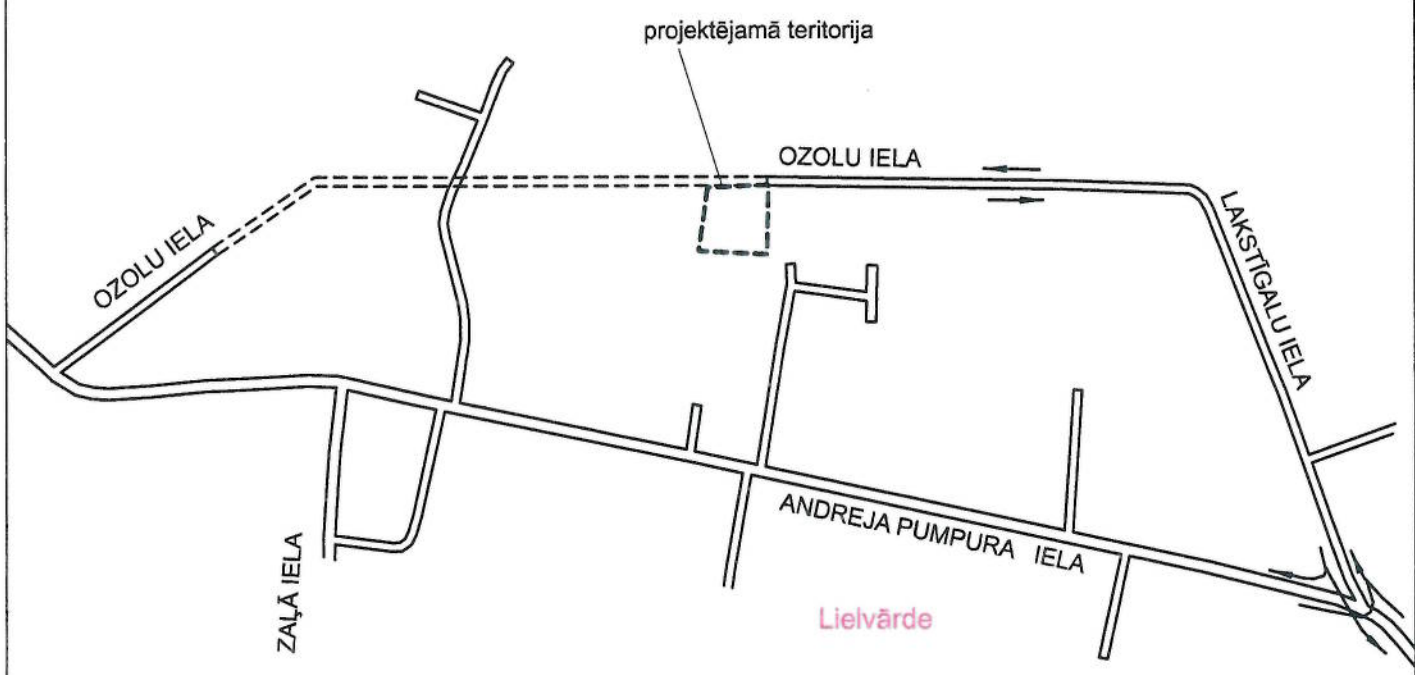 projektējamā teritorija
OZOLU IELA
OZOLU IELA
LAKSTĪGALU IELA
ANDREJA PUMPURA IELA
ZAĻĀ IELA
Lielvārde